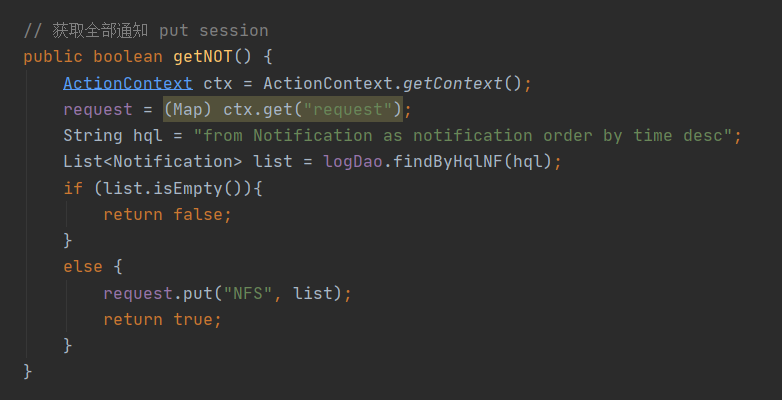 // 获取全部通知 put session
public boolean getNOT() {
    ActionContext ctx = ActionContext.getContext();
    request = (Map) ctx.get("request");
    String hql = "from Notification as notification order by time desc";
    List<Notification> list = logDao.findByHqlNF(hql);
    if (list.isEmpty()){
        return false;
    }
    else {
        request.put("NFS", list);
        return true;
    }
}